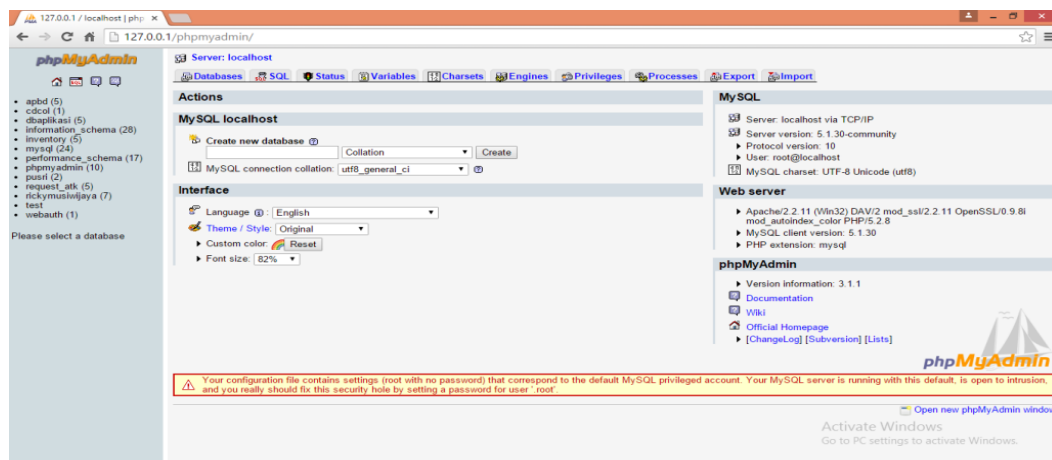 127.0.0.1 / localhost | php
127.0.0.1/phpmyadmin/
phpMyAdmin
apbd (5)
cdcol (1)
dbaplikasi (5)
information_schema (28)
inventory (5)
mysql (24)
performance_schema (17)
phpmyadmin (10)
pusri (2)
request_atk (5)
rickymusiwijaya (7)
test
webauth (1)
Please select a database
Server: localhost
Databases SQL Status Variables Charsets Engines Privileges Processes Export Import
Actions
MySQL localhost
Create new database
Collation Create
MySQL connection collation: utf8_general_ci
Interface
Language : English
Theme / Style: Original
Custom color: Reset
Font size: 82%
MySQL
Server: localhost via TCP/IP
Server version: 5.1.30-community
Protocol version: 10
User: root@localhost
MySQL charset: UTF-8 Unicode (utf8)
Web server
Apache/2.2.11 (Win32) DAV/2 mod_ssl/2.2.11 OpenSSL/0.9.8i
mod_autoindex_color PHP/5.2.8
MySQL client version: 5.1.30
PHP extension: mysql
phpMyAdmin
Version information: 3.1.1
Documentation
Wiki
Official Homepage
[ChangeLog] [Subversion] [Lists]
phpMyAdmin
Your configuration file contains settings (root with no password) that correspond to the default MySQL privileged account. Your MySQL server is running with this default, is open to intrusion,
and you really should fix this security hole by setting a password for user '.root'.
Open new phpMyAdmin window
Activate Windows
Go to PC settings to activate Windows.